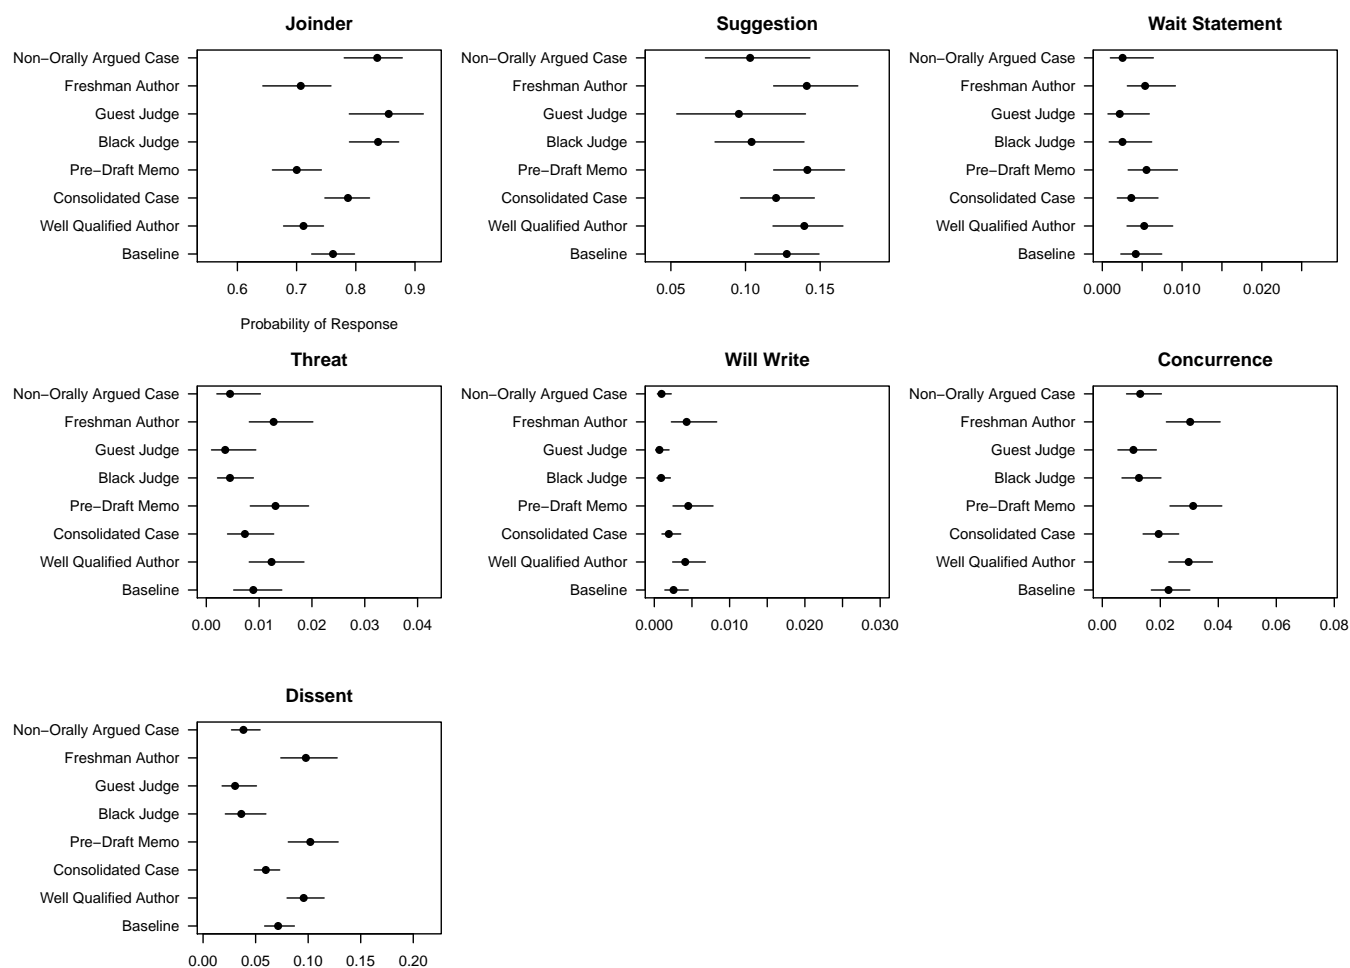 Joinder
Non−Orally Argued Case
Freshman Author
Guest Judge
Black Judge
Pre−Draft Memo
Consolidated Case
Well Qualified Author
Baseline
0.6 0.7 0.8 0.9
Probability of Response
Suggestion
Non−Orally Argued Case
Freshman Author
Guest Judge
Black Judge
Pre−Draft Memo
Consolidated Case
Well Qualified Author
Baseline
0.05 0.10 0.15
Wait Statement
Non−Orally Argued Case
Freshman Author
Guest Judge
Black Judge
Pre−Draft Memo
Consolidated Case
Well Qualified Author
Baseline
0.000 0.010 0.020
Threat
Non−Orally Argued Case
Freshman Author
Guest Judge
Black Judge
Pre−Draft Memo
Consolidated Case
Well Qualified Author
Baseline
0.00 0.01 0.02 0.03 0.04
Will Write
Non−Orally Argued Case
Freshman Author
Guest Judge
Black Judge
Pre−Draft Memo
Consolidated Case
Well Qualified Author
Baseline
0.000 0.010 0.020 0.030
Concurrence
Non−Orally Argued Case
Freshman Author
Guest Judge
Black Judge
Pre−Draft Memo
Consolidated Case
Well Qualified Author
Baseline
0.00 0.02 0.04 0.06 0.08
Dissent
Non−Orally Argued Case
Freshman Author
Guest Judge
Black Judge
Pre−Draft Memo
Consolidated Case
Well Qualified Author
Baseline
0.00 0.05 0.10 0.15 0.20